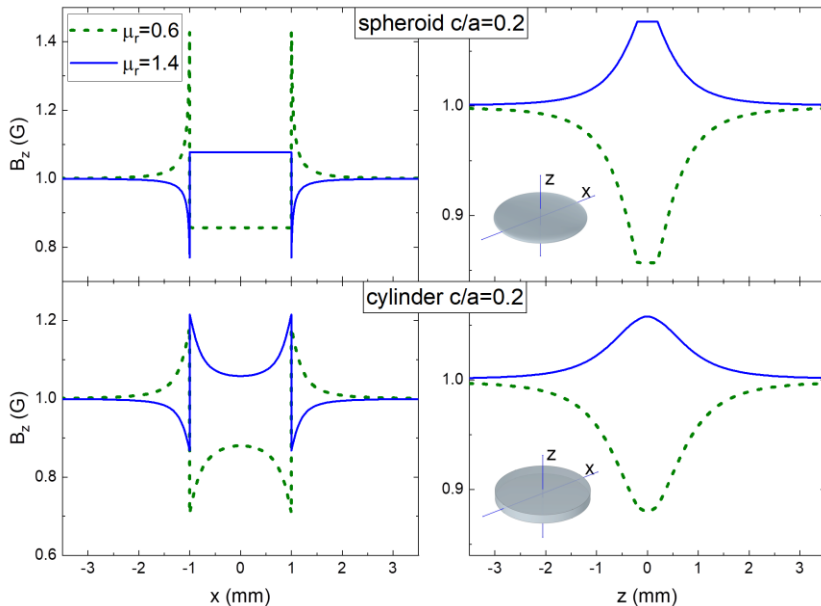 spheroid c/a=0.2
μr=0.6
μr=1.4
1.4
1.2
1.0
0.8
Bz (G)
1.0
0.9
z
x
cylinder c/a=0.2
1.2
1.0
0.8
0.6
Bz (G)
1.0
0.9
z
x
-3 -2 -1 0 1 2 3
x (mm)
-3 -2 -1 0 1 2 3
z (mm)